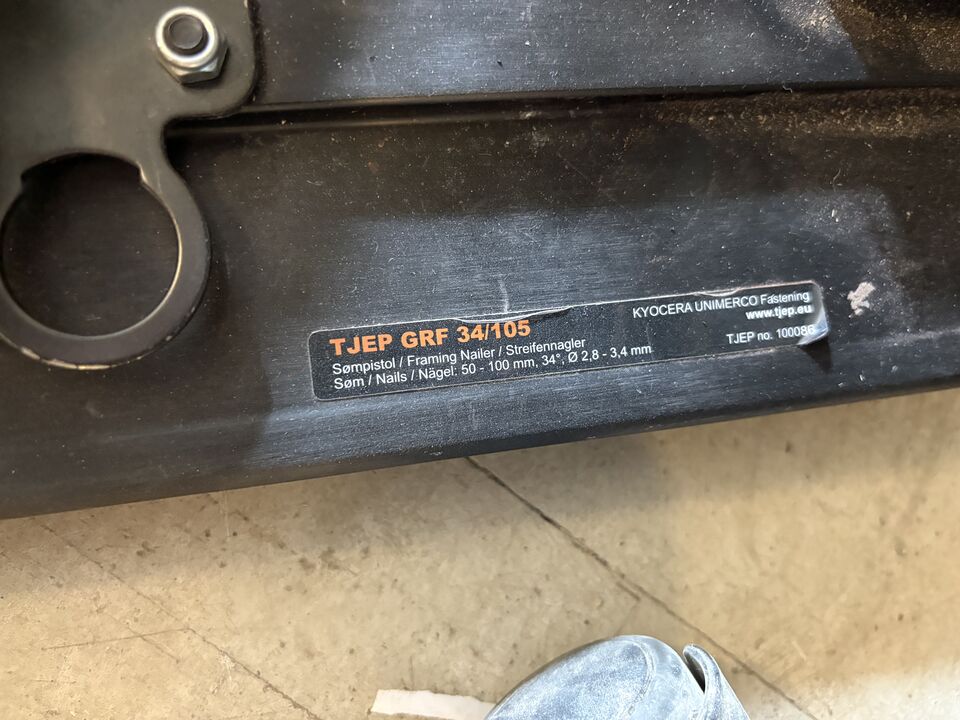 TJEP GRF 34/105
Sømpistol / Framing Nailer / Streifennagler
Søm / Nails / Nägel: 50 - 100 mm, 34°, Ø 2,8 - 3,4 mm
KYOCERA UNIMERCO Fastening
www.tjep.eu
TJEP no. 100086